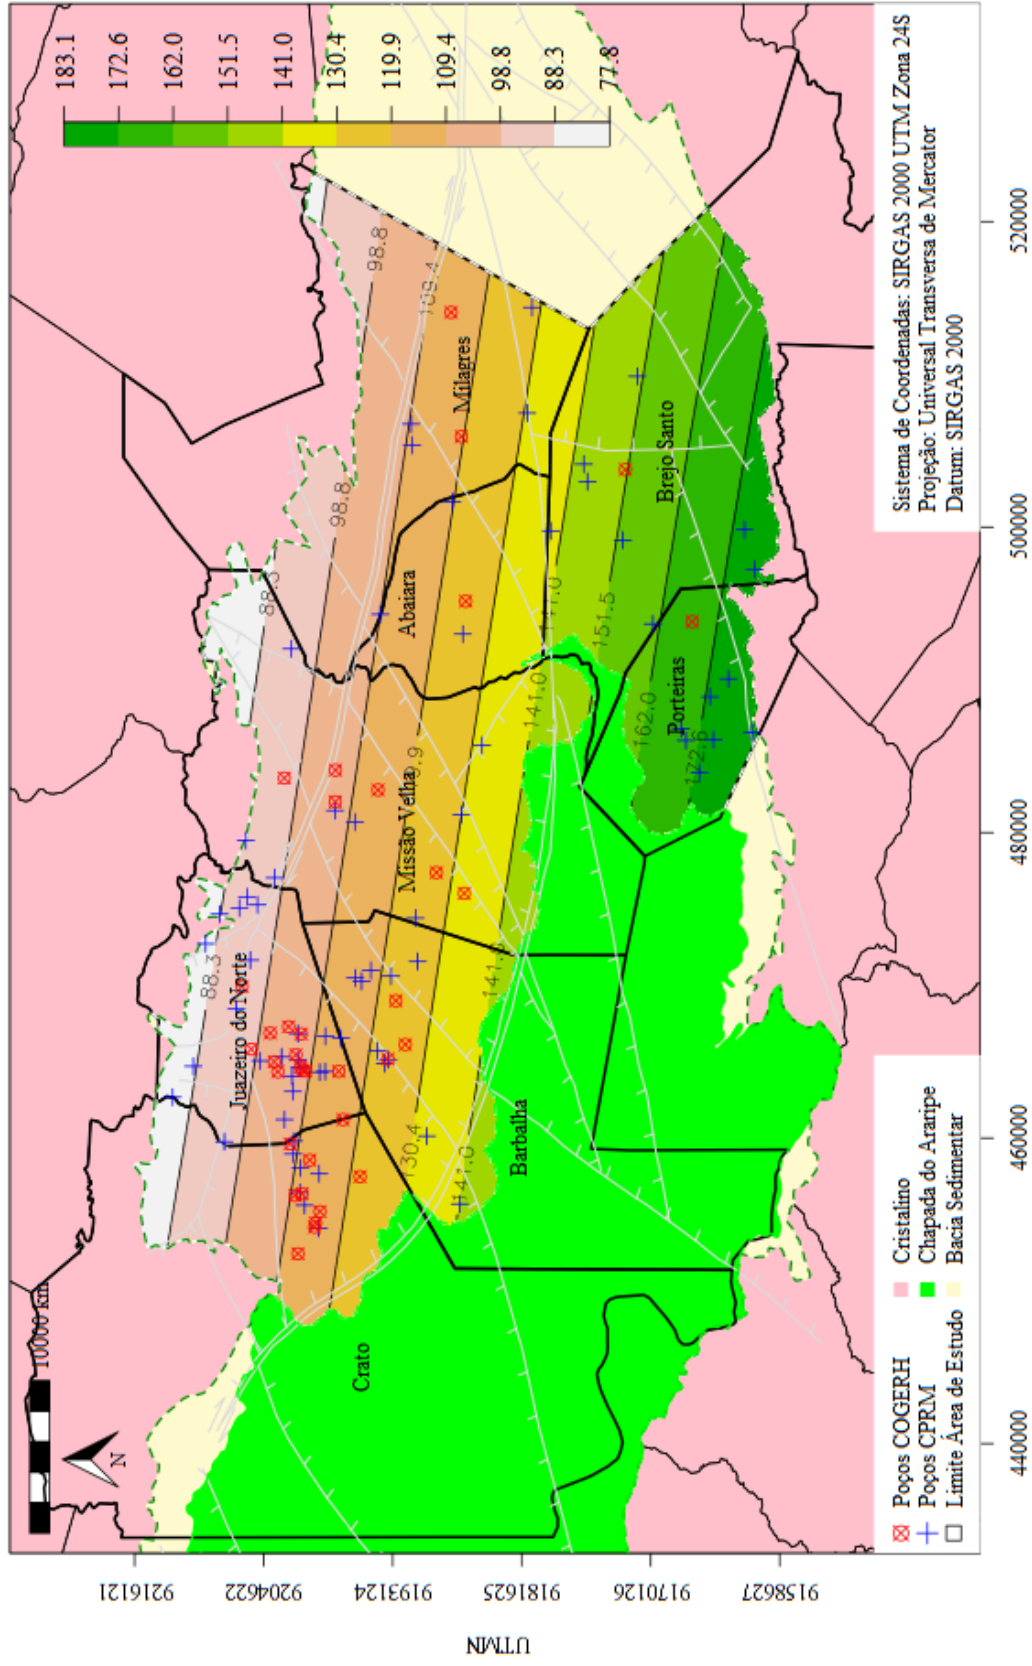 183.1
172.6
162.0
151.5
141.0
130.4
119.9
109.4
98.8
88.3
77.8
98.8
109.4
98.8
88.3
88.3
141.0
151.5
141.0
162.0
172.6
9.9
141.
130.4
141.0
Milagres
Abaiara
Brejo Santo
Porteiras
Missão Velha
Juazeiro do Norte
Barbalha
Crato
10000 km
N
Poços COGERH
Poços CPRM
Limite Área de Estudo
Cristalino
Chapada do Araripe
Bacia Sedimentar
Sistema de Coordenadas: SIRGAS 2000 UTM Zona 24S
Projeção: Universal Transversa de Mercator
Datum: SIRGAS 2000
440000
460000
480000
500000
520000
9216121
9204622
9193124
9181625
9170126
9158627
UTMN